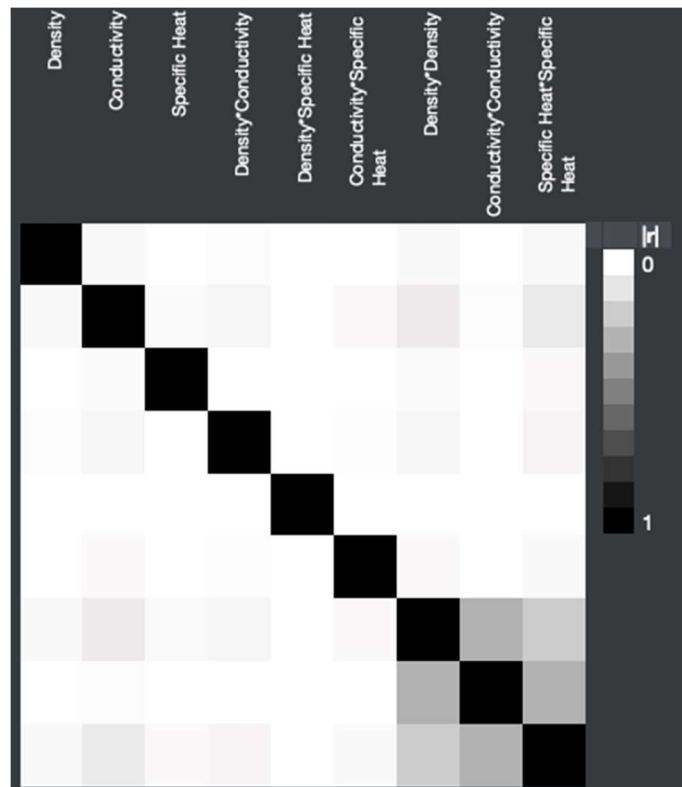 Density
Conductivity
Specific Heat
Density*Conductivity
Density*Specific Heat
Conductivity*Specific
Heat
Density*Density
Conductivity*Conductivity
Specific Heat*Specific
Heat
|r|
0
1